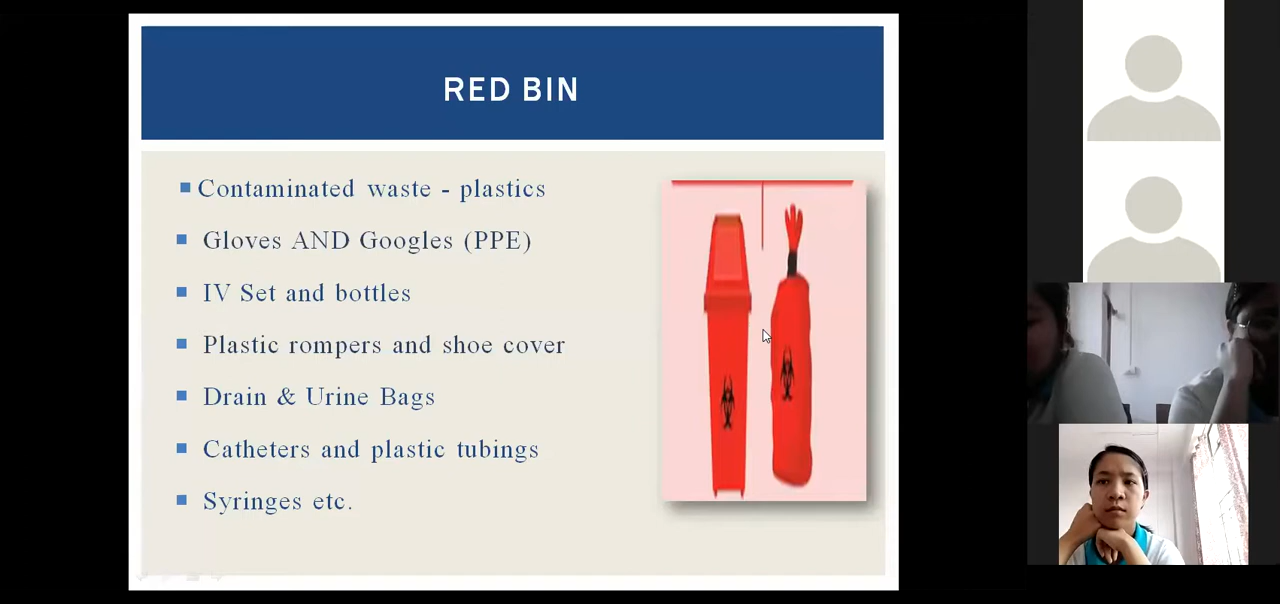 RED BIN
Contaminated waste - plastics
Gloves AND Googles (PPE)
IV Set and bottles
Plastic rompers and shoe cover
Drain & Urine Bags
Catheters and plastic tubings
Syringes etc.